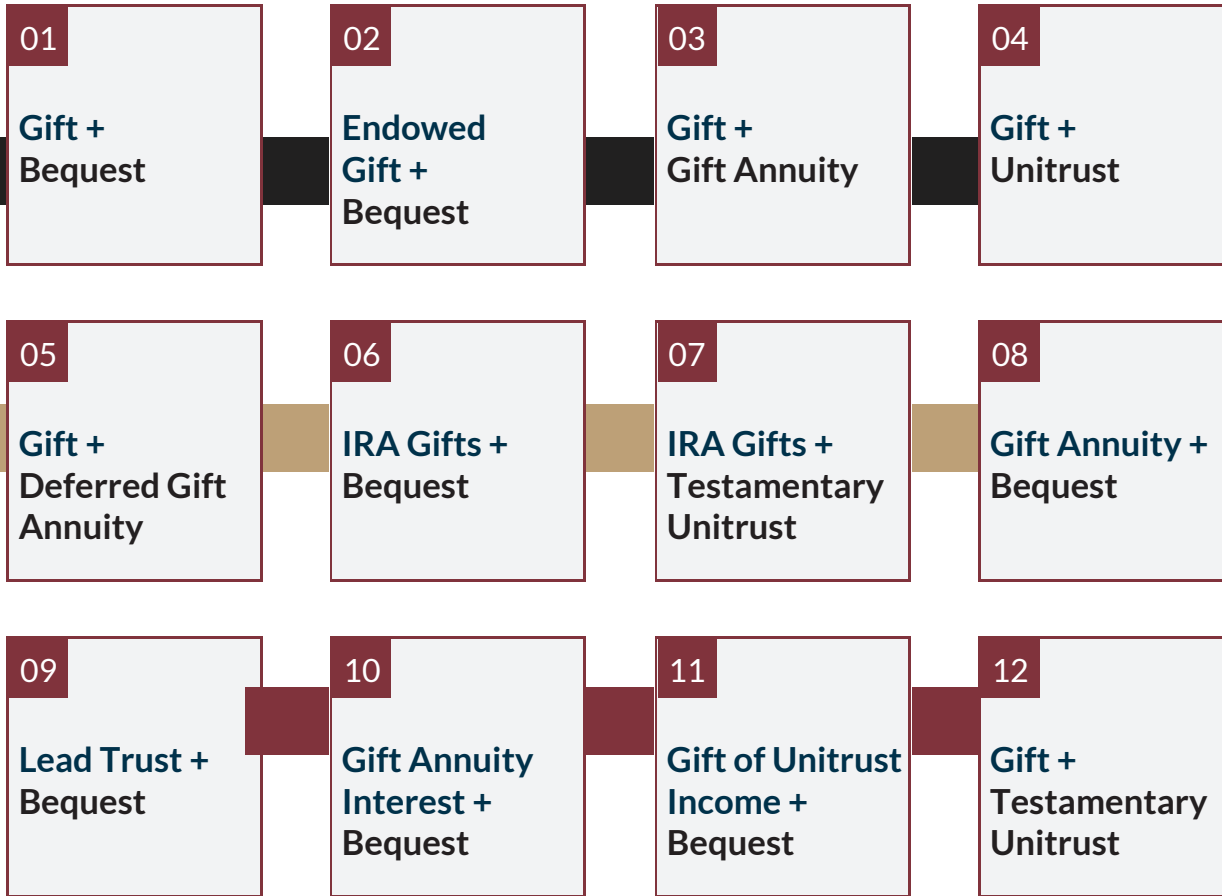 01
Gift +
Bequest
02
Endowed
Gift +
Bequest
03
Gift +
Gift Annuity
04
Gift +
Unitrust
05
Gift +
Deferred Gift
Annuity
06
IRA Gifts +
Bequest
07
IRA Gifts +
Testamentary
Unitrust
08
Gift Annuity +
Bequest
09
Lead Trust +
Bequest
10
Gift Annuity
Interest +
Bequest
11
Gift of Unitrust
Income +
Bequest
12
Gift +
Testamentary
Unitrust